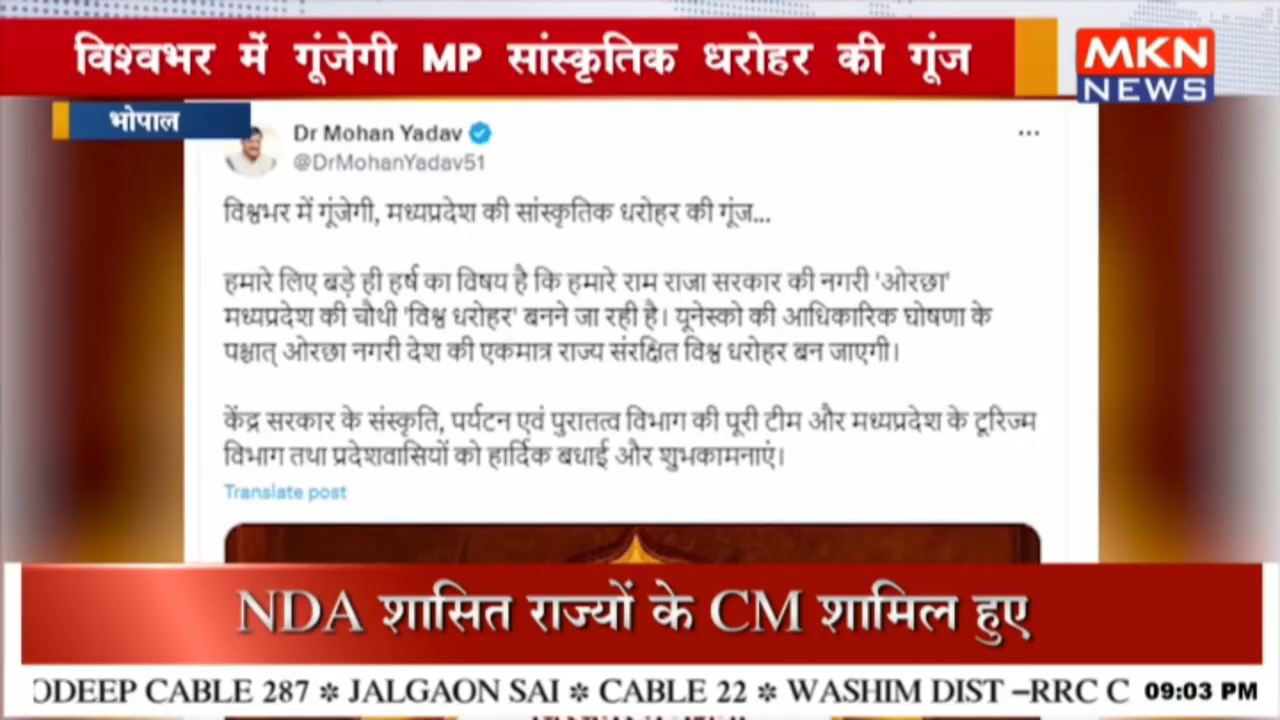 विश्वभर में गूंजेगी MP सांस्कृतिक धरोहर की गूंज
MKN
NEWS
भोपाल
Dr Mohan Yadav
@DrMohanYadav51
विश्वभर में गूंजेगी, मध्यप्रदेश की सांस्कृतिक धरोहर की गूंज...
हमारे लिए बड़े ही हर्ष का विषय है कि हमारे राम राजा सरकार की नगरी 'ओरछा'
मध्यप्रदेश की चौथी 'विश्व धरोहर' बनने जा रही है। यूनेस्को की आधिकारिक घोषणा के
पश्चात् ओरछा नगरी देश की एकमात्र राज्य संरक्षित विश्व धरोहर बन जाएगी।
केंद्र सरकार के संस्कृति, पर्यटन एवं पुरातत्व विभाग की पूरी टीम और मध्यप्रदेश के टूरिज्म
विभाग तथा प्रदेशवासियों को हार्दिक बधाई और शुभकामनाएं।
Translate post
NDA शासित राज्यों के CM शामिल हुए
ODEEP CABLE 287 ✲ JALGAON SAI ✲ CABLE 22 ✲ WASHIM DIST –RRC C 09:03 PM